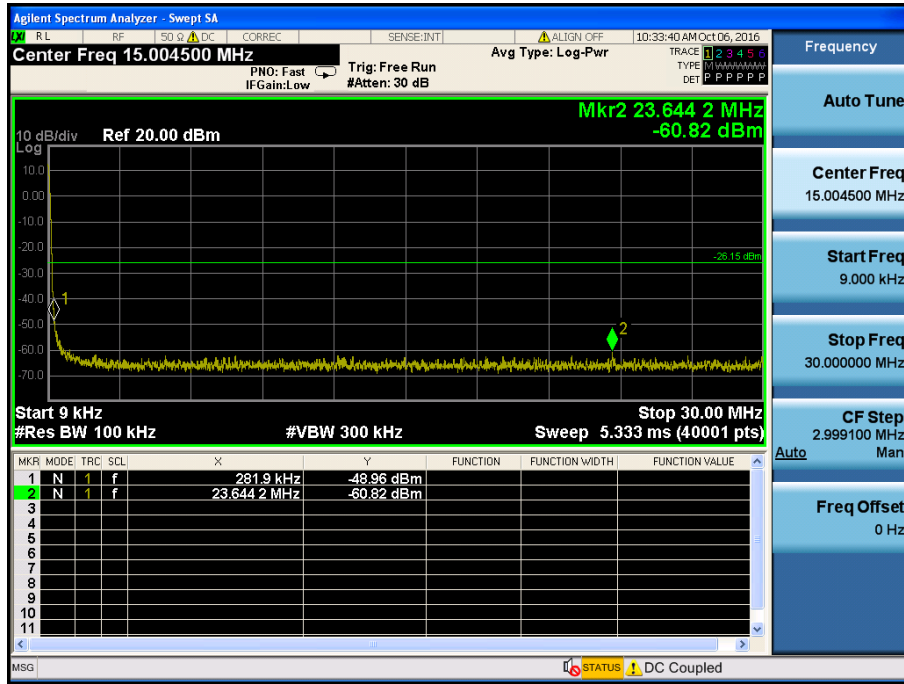 Agilent Spectrum Analyzer - Swept SA
LXI RL RF 50 Ω DC CORREC SENSE:INT ALIGN OFF 10:33:40 AM Oct 06, 2016
Center Freq 15.004500 MHz
PNO: Fast
IFGain:Low
Trig: Free Run
#Atten: 30 dB
Avg Type: Log-Pwr
TRACE 1 2 3 4 5 6
TYPE M WWWWW
DET P P P P P P
Mkr2 23.644 2 MHz
-60.82 dBm
10 dB/div Ref 20.00 dBm
Log
10.0
0.00
-10.0
-20.0
-26.15 dBm
-30.0
-40.0
1
-50.0
2
-60.0
-70.0
Start 9 kHz Stop 30.00 MHz
#Res BW 100 kHz #VBW 300 kHz Sweep 5.333 ms (40001 pts)
MKR MODE TRC SCL X Y FUNCTION FUNCTION WIDTH FUNCTION VALUE
1 N 1 f 281.9 kHz -48.96 dBm
2 N 1 f 23.644 2 MHz -60.82 dBm
3
4
5
6
7
8
9
10
11
MSG STATUS DC Coupled
Frequency
Auto Tune
Center Freq
15.004500 MHz
Start Freq
9.000 kHz
Stop Freq
30.000000 MHz
CF Step
2.999100 MHz
Auto Man
Freq Offset
0 Hz